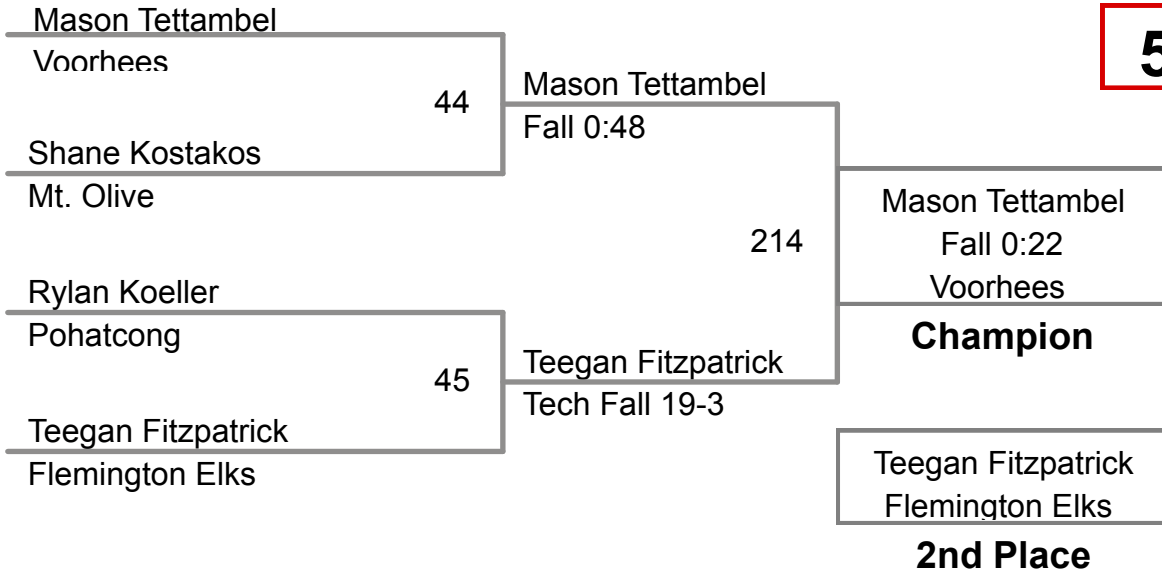 Mason Tettambel
Voorhees
44
Shane Kostakos
Mt. Olive
Rylan Koeller
Pohatcong
45
Teegan Fitzpatrick
Flemington Elks
Mason Tettambel
Fall 0:48
214
Teegan Fitzpatrick
Tech Fall 19-3
5
Mason Tettambel
Fall 0:22
Voorhees
Champion
Teegan Fitzpatrick
Flemington Elks
2nd Place